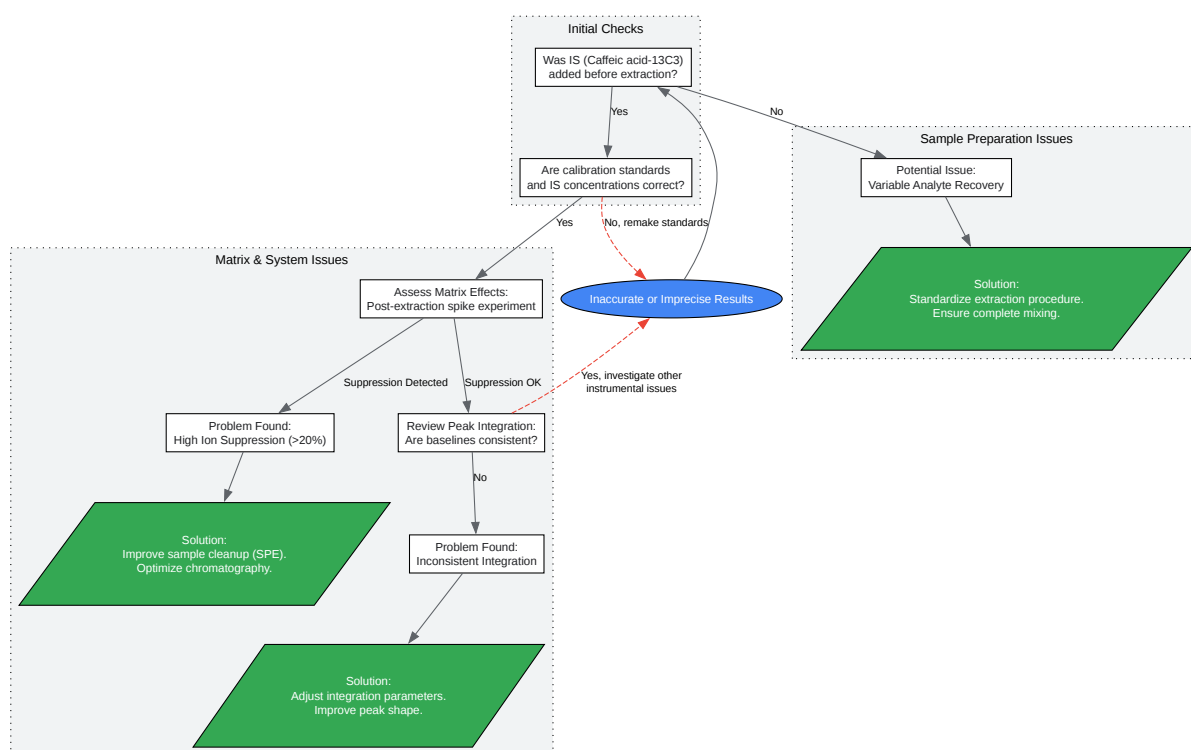 Initial Checks
Was IS (Caffeic acid-13C3)
added before extraction?
No
Yes
Sample Preparation Issues
Are calibration standards
and IS concentrations correct?
Potential Issue:
Variable Analyte Recovery
Yes
No, remake standards
Matrix & System Issues
Assess Matrix Effects:
Post-extraction spike experiment
Inaccurate or Imprecise Results
Solution:
Standardize extraction procedure.
Ensure complete mixing.
Suppression Detected
Suppression OK
Yes, investigate other
instrumental issues
Problem Found:
High Ion Suppression (>20%)
Review Peak Integration:
Are baselines consistent?
No
Solution:
Improve sample cleanup (SPE).
Optimize chromatography.
Problem Found:
Inconsistent Integration
Solution:
Adjust integration parameters.
Improve peak shape.